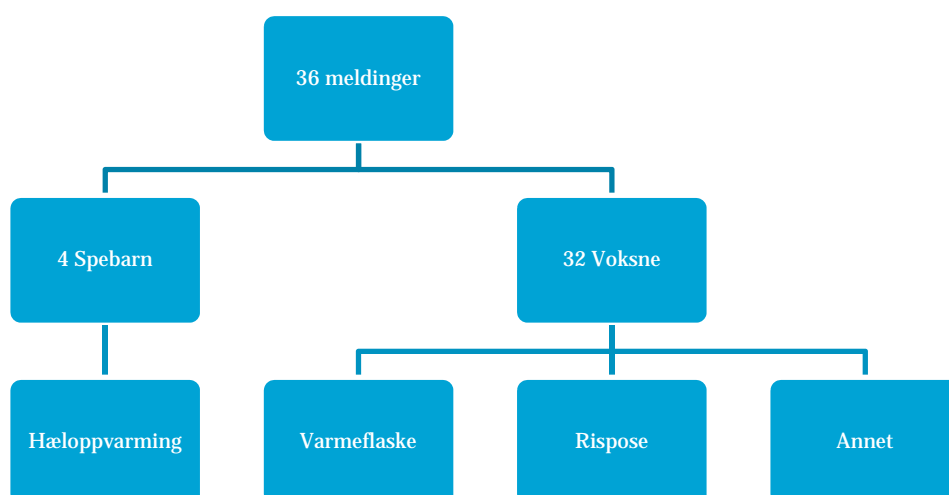 36 meldinger
4 Spebarn
32 Voksne
Hæloppvarming
Varmeflaske
Rispose
Annet